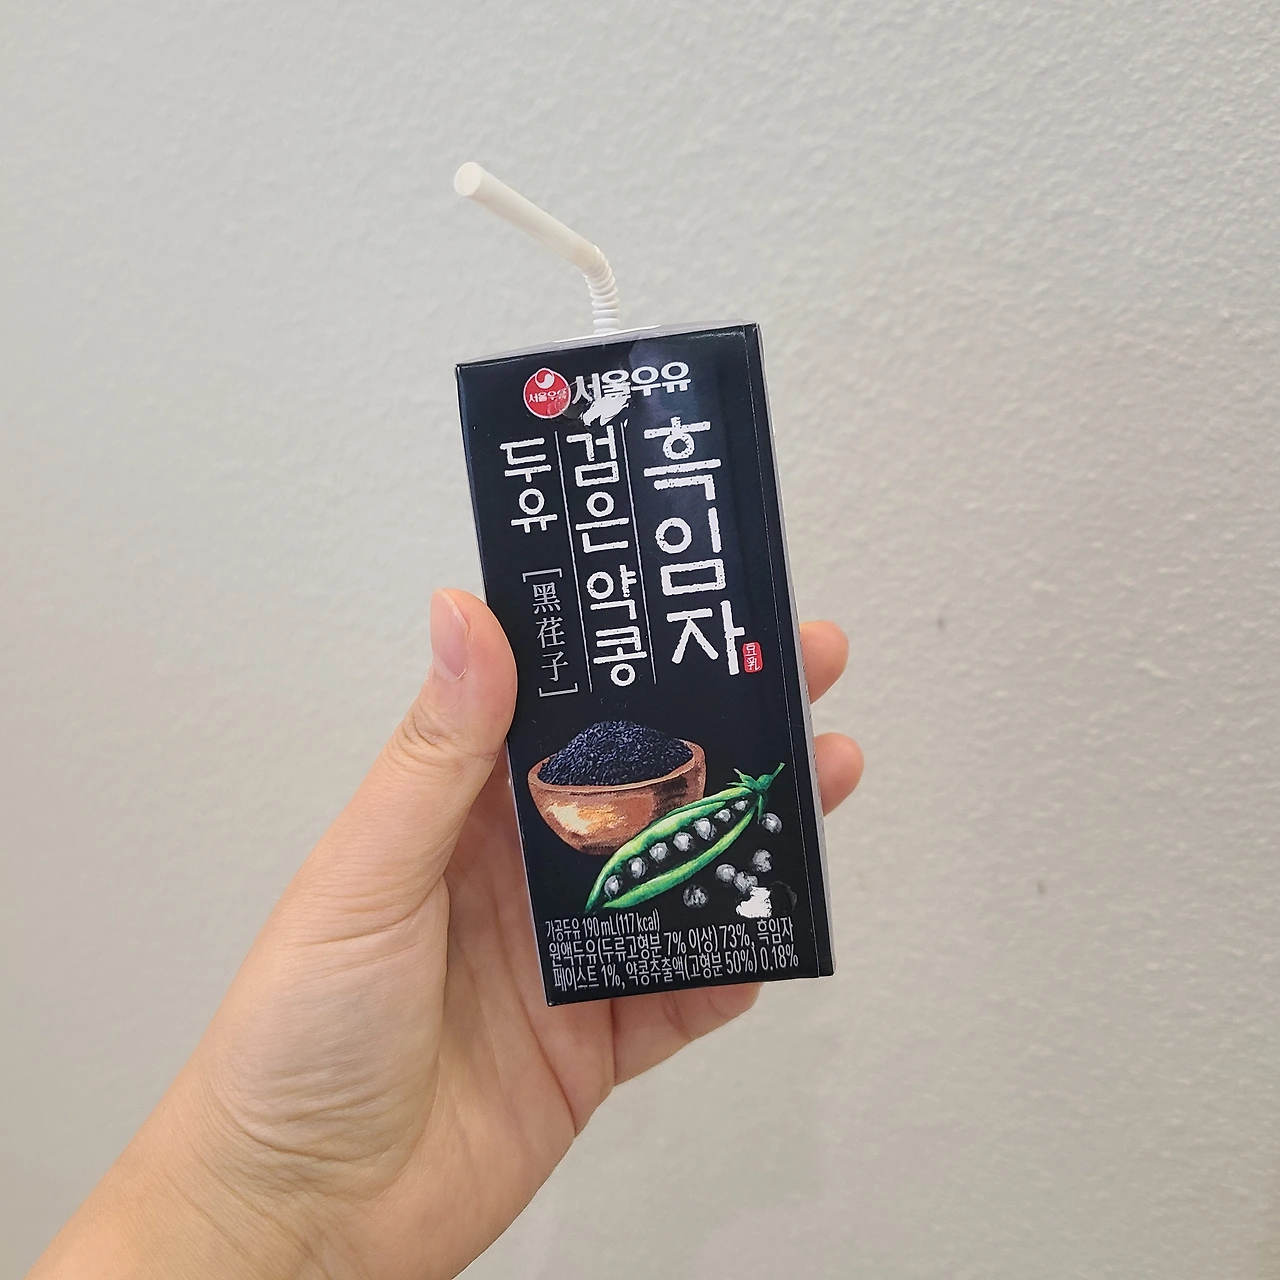 서울우유 서울우유
흑임자
검은약콩
두유
[黑荏子]
豆乳
가공두유 190 mL(117 kcal)
원액두유(두류고형분 7% 이상) 73%, 흑임자
페이스트 1%, 약콩추출액(고형분 50%) 0.18%